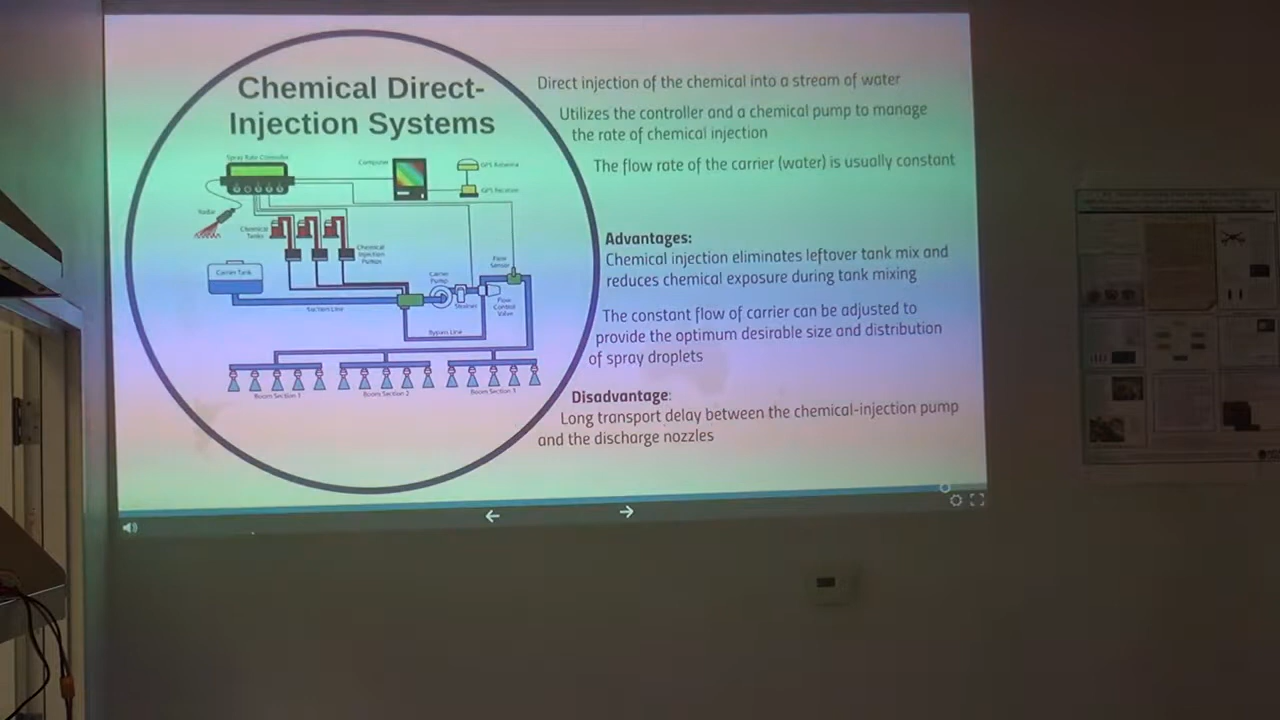 Chemical Direct-
Injection Systems
Spray Rate Controller
Computer
GPS Antenna
GPS Receiver
Radar
Chemical
Tanks
Chemical
Injection
Pumps
Carrier Tank
Carrier
Pump
Flow
Sensor
Strainer
Flow
Control
Valve
Suction Line
Bypass Line
Boom Section 1
Boom Section 2
Boom Section 3
Direct injection of the chemical into a stream of water
Utilizes the controller and a chemical pump to manage
the rate of chemical injection
The flow rate of the carrier (water) is usually constant
Advantages:
Chemical injection eliminates leftover tank mix and
reduces chemical exposure during tank mixing
The constant flow of carrier can be adjusted to
provide the optimum desirable size and distribution
of spray droplets
Disadvantage:
Long transport delay between the chemical-injection pump
and the discharge nozzles